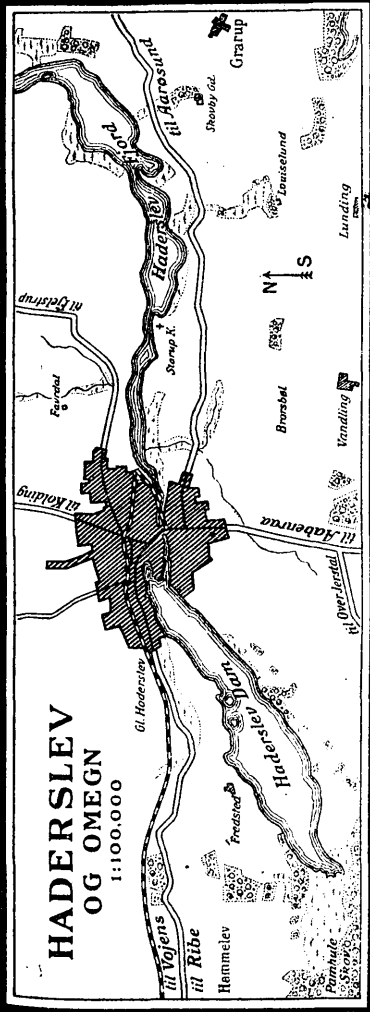 HADERSLEV
OG OMEGN
1:100.000
til Vojens
til Ribe
Hammelev
Pamhule
Skov
Fredsted
Gl. Haderslev
Haderslev Dam
til Kolding
Favrdal
til Fjelstrup
til Aabenraa
til Over Jerstal
Vandling
Brorsbøl
Starup K.
Haderslev Fjord
N
S
Louiselund
Lunding
Skovby Gd.
til Aarøsund
Grarup